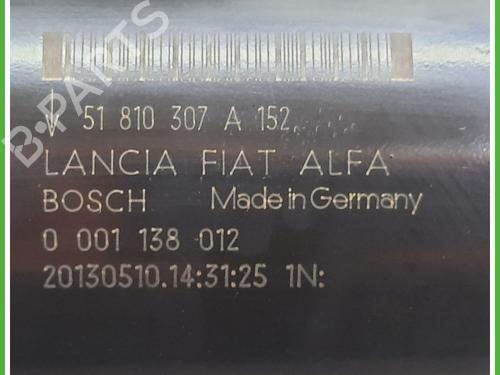 V 51 810 307 A 152
LANCIA FIAT ALFA
BOSCH Made in Germany
0 001 138 012
20130510.14:31:25 1N:
B-PARTS